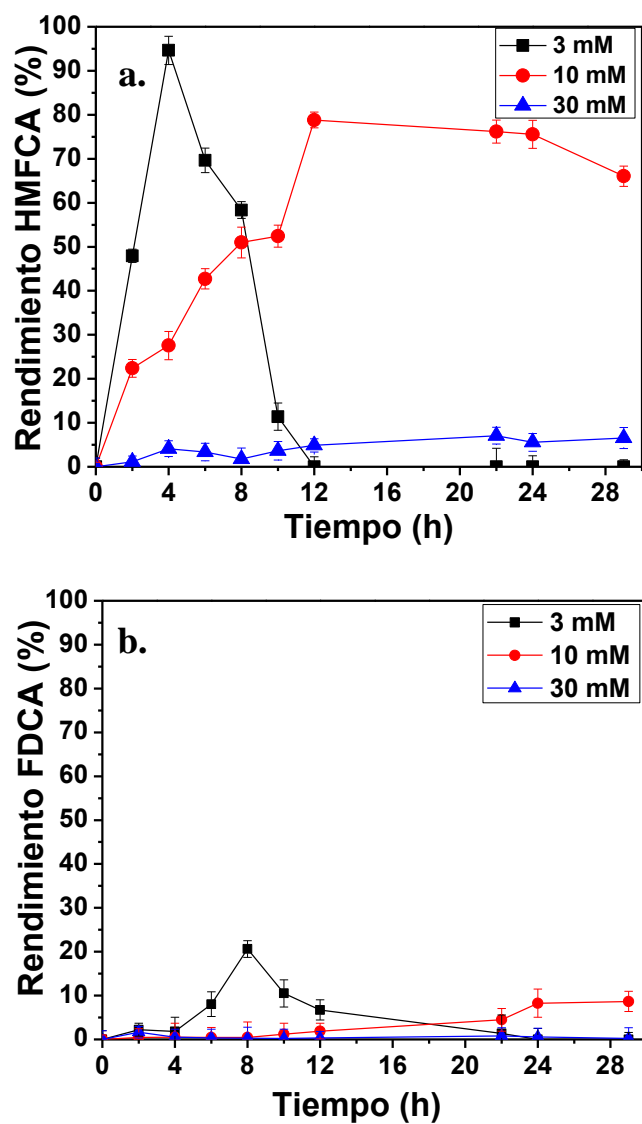 a.
3 mM
10 mM
30 mM
Rendimiento HMFCA (%)
100
90
80
70
60
50
40
30
20
10
0
0 4 8 12 16 20 24 28
Tiempo (h)
b.
3 mM
10 mM
30 mM
Rendimiento FDCA (%)
100
90
80
70
60
50
40
30
20
10
0
0 4 8 12 16 20 24 28
Tiempo (h)